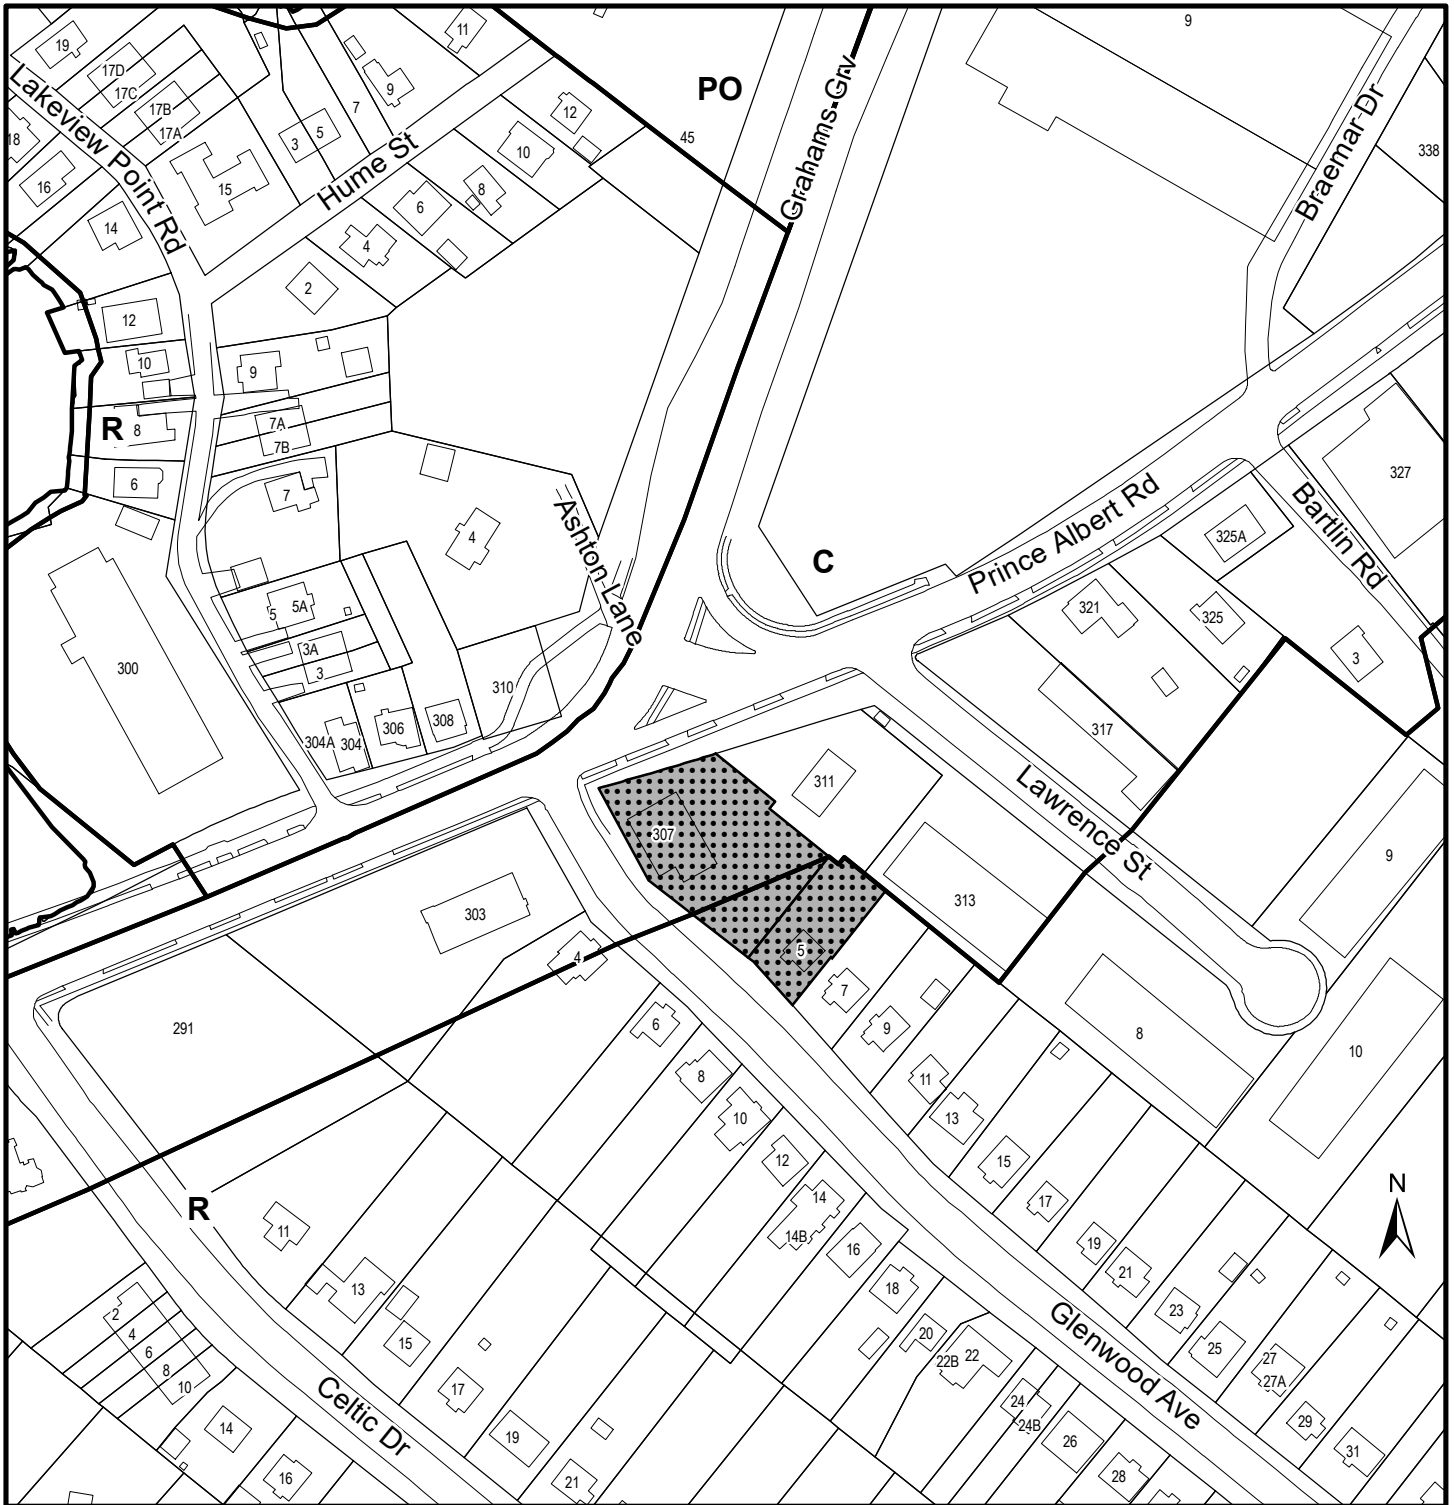 19
17D
17C
17B
17A
18
16
Lakeview Point Rd
15
14
11
9
7
5
3
Hume St
12
10
8
6
4
2
PO
45
Grahams Grv
9
Braemar Dr
338
12
10
R
8
6
9
7A
7B
7
4
Ashton Lane
5
5A
3A
3
310
300
304A
304
306
308
C
Prince Albert Rd
327
325A
Bartlin Rd
321
325
3
317
Lawrence St
311
307
313
5
9
303
4
291
7
9
11
13
15
17
19
21
23
25
27
27A
29
31
8
10
6
8
10
12
14
14B
16
18
20
22B
22
24
24B
26
28
Glenwood Ave
N
R
11
13
15
17
19
21
Celtic Dr
2
4
6
8
10
14
16